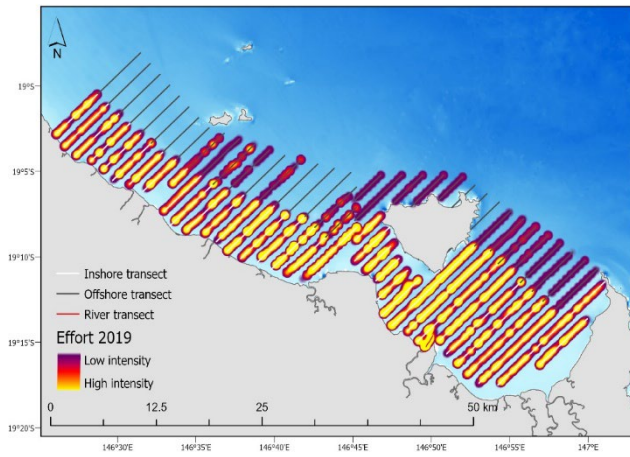 N
19°S
19°5'S
19°10'S
19°15'S
19°20'S
Inshore transect
Offshore transect
River transect
Effort 2019
Low intensity
High intensity
0 12.5 25 50 km
146°30'E 146°35'E 146°40'E 146°45'E 146°50'E 146°55'E 147°E